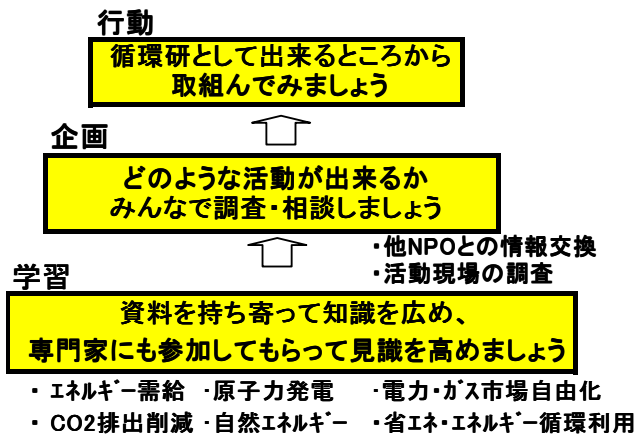 行動
循環研として出来るところから
取組んでみましょう
企画
どのような活動が出来るか
みんなで調査・相談しましょう
・他NPOとの情報交換
・活動現場の調査
学習
資料を持ち寄って知識を広め、
専門家にも参加してもらって見識を高めましょう
・ ｴﾈﾙｷﾞｰ需給 ・原子力発電 ・電力・ｶﾞｽ市場自由化
・ CO2排出削減 ・自然ｴﾈﾙｷﾞｰ ・省ｴﾈ・ｴﾈﾙｷﾞｰ循環利用